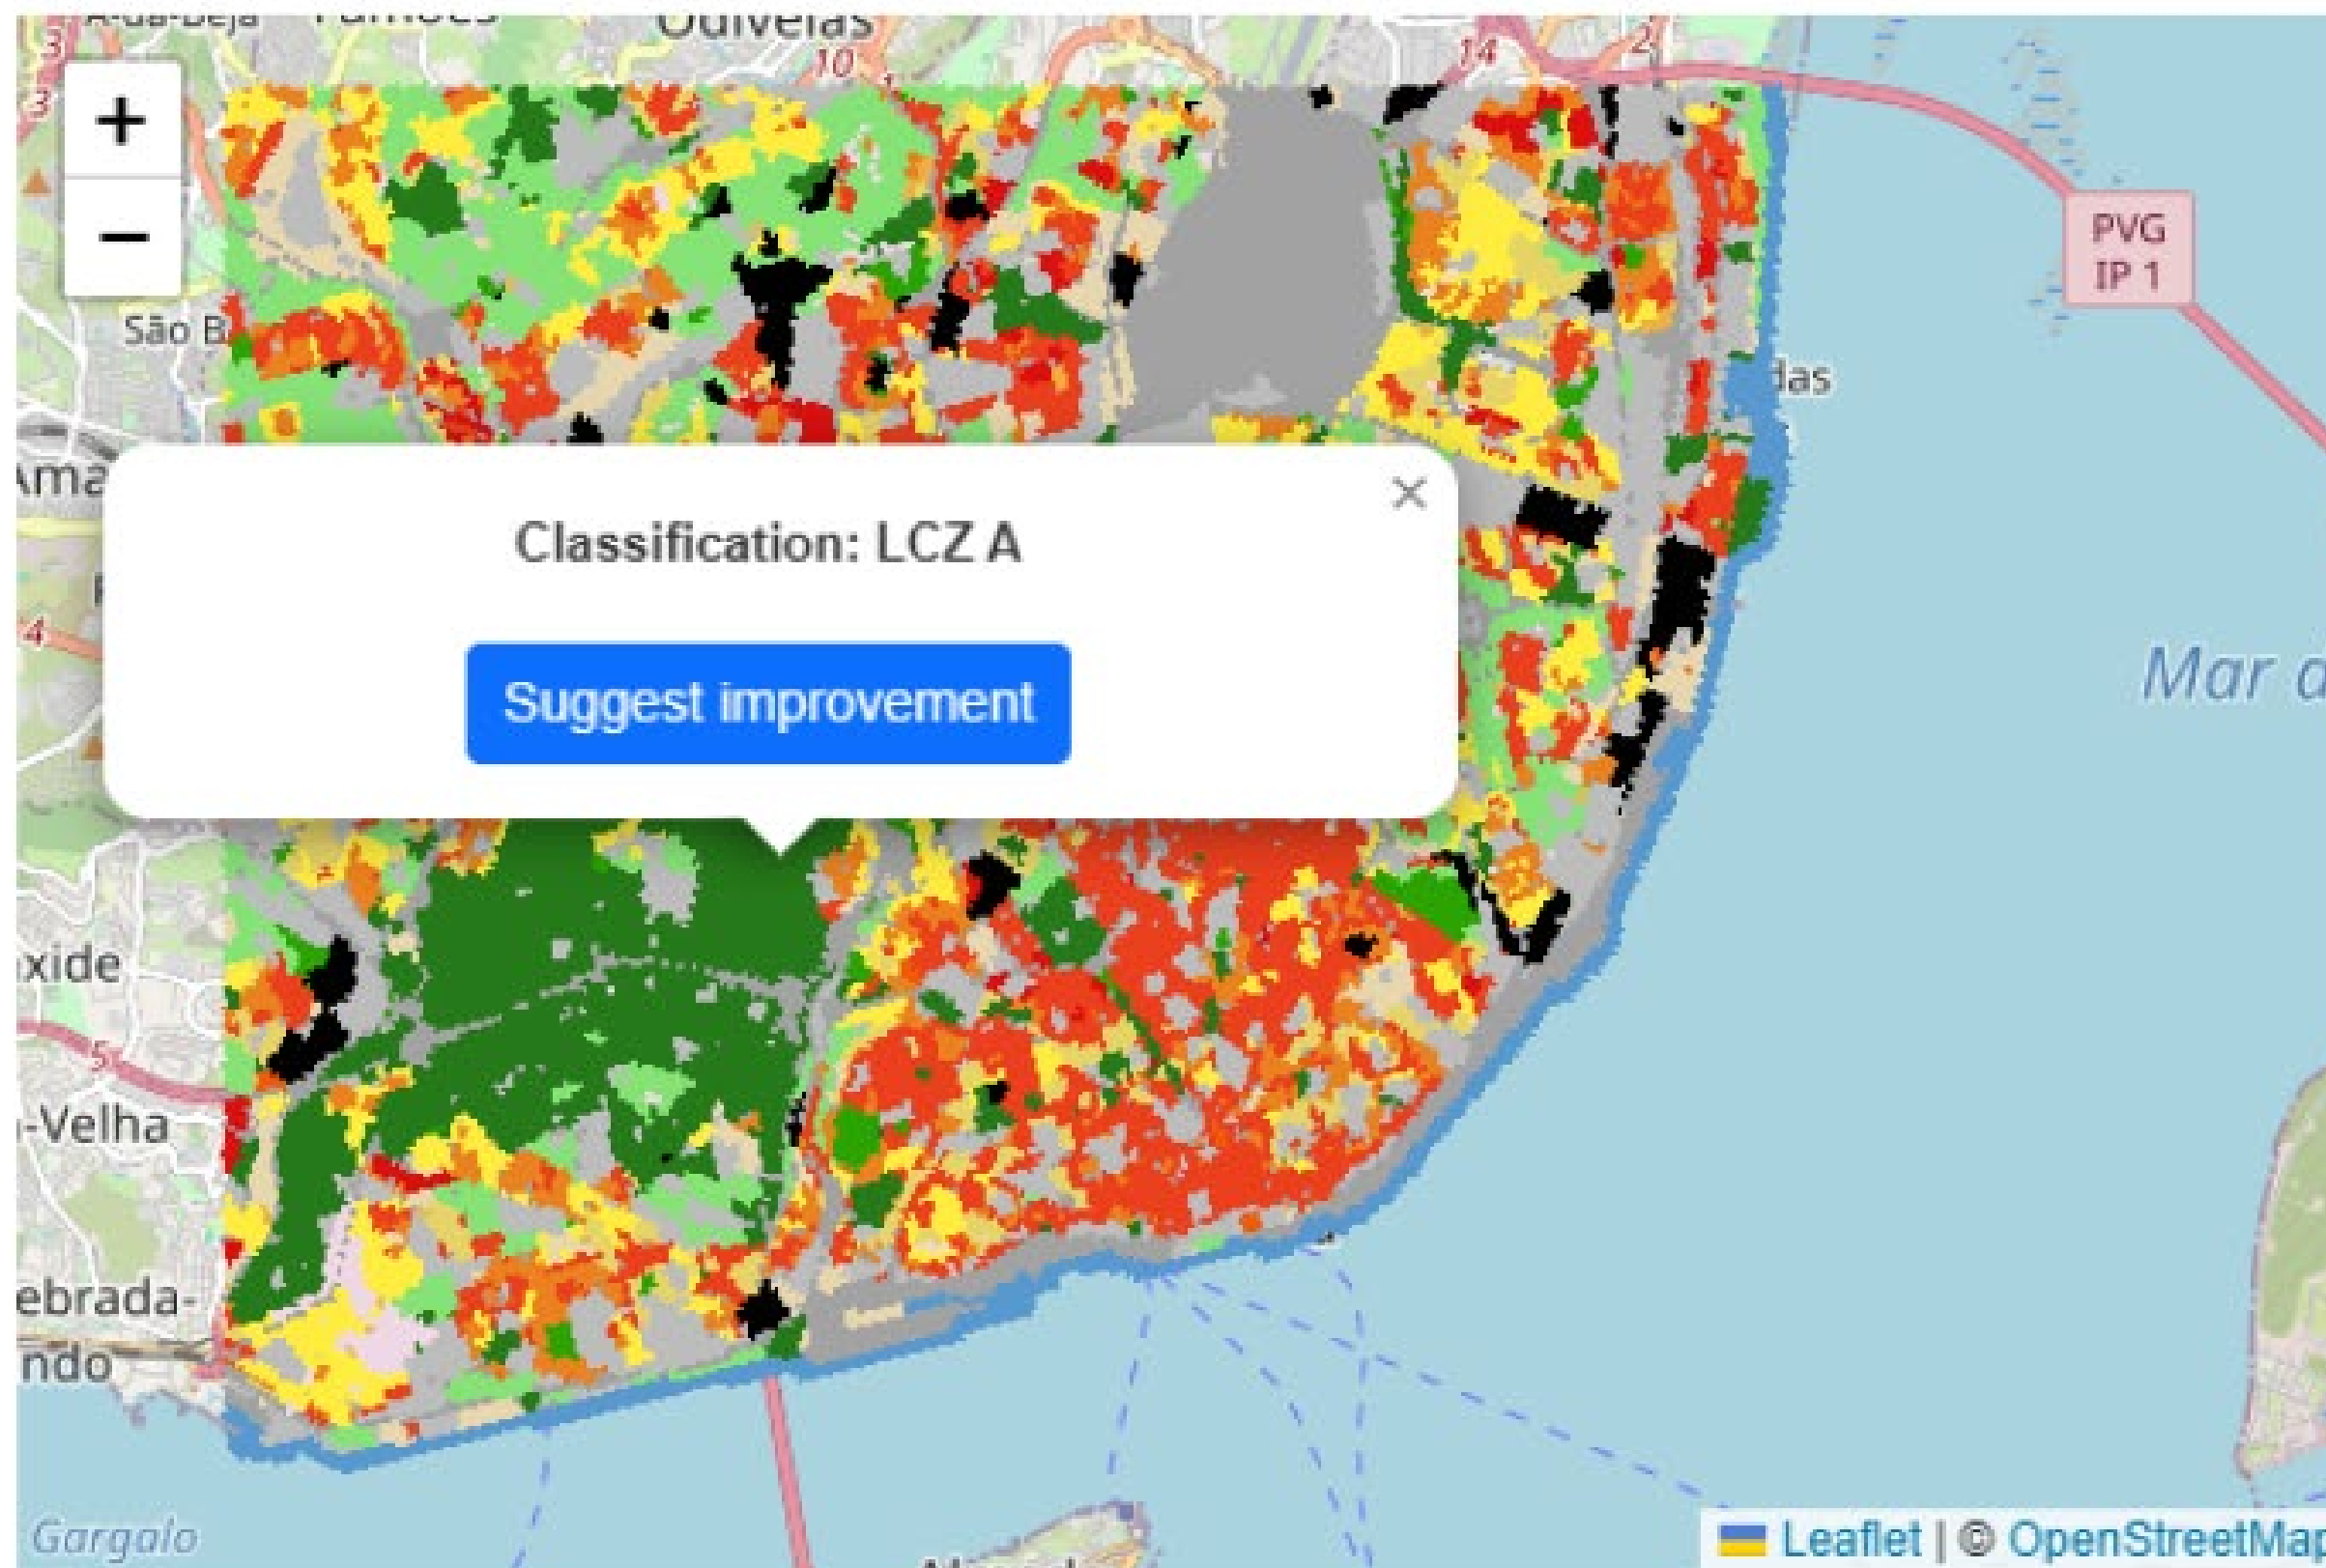 Odivelas
10
14
2
3
3
+
−
PVG
IP 1
São B
das
Ama
×
Classification: LCZ A
Suggest improvement
4
Mar d
xide
5
-Velha
ebrada-
ndo
Gargalo
Leaflet | © OpenStreetMap